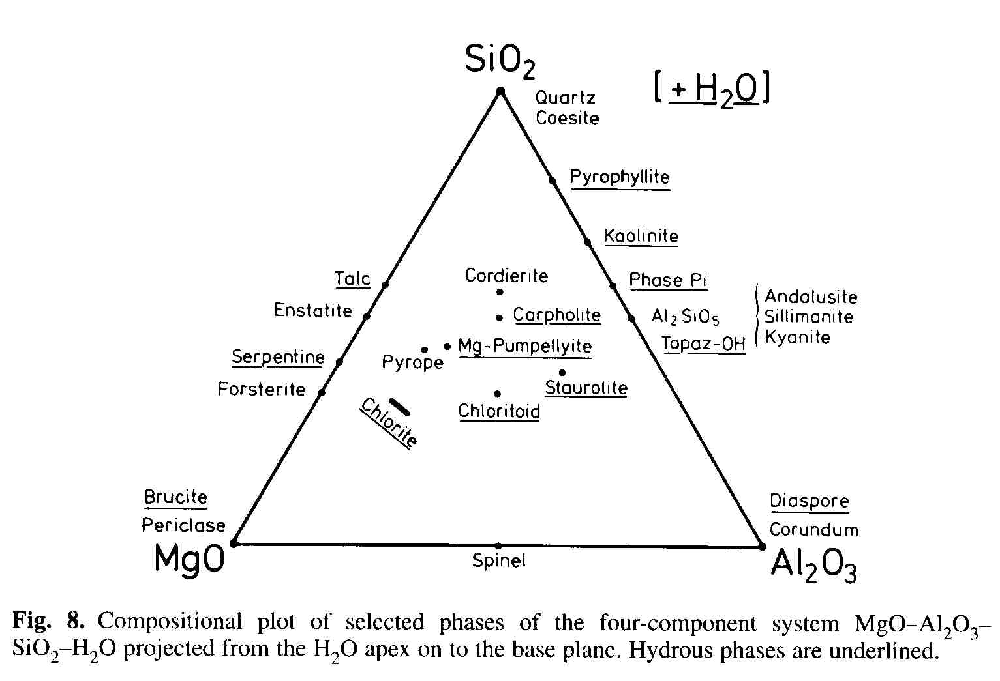 SiO2
[+H2O]
Quartz
Coesite
Pyrophyllite
Kaolinite
Talc
Cordierite
Phase Pi
Enstatite
Carpholite
Al2SiO5
Andalusite
Sillimanite
Kyanite
Topaz-OH
Serpentine
Pyrope
Mg-Pumpellyite
Forsterite
Staurolite
Chlorite
Chloritoid
Brucite
Periclase
MgO
Diaspore
Corundum
Al2O3
Spinel
Fig. 8. Compositional plot of selected phases of the four-component system MgO–Al2O3–
SiO2–H2O projected from the H2O apex on to the base plane. Hydrous phases are underlined.